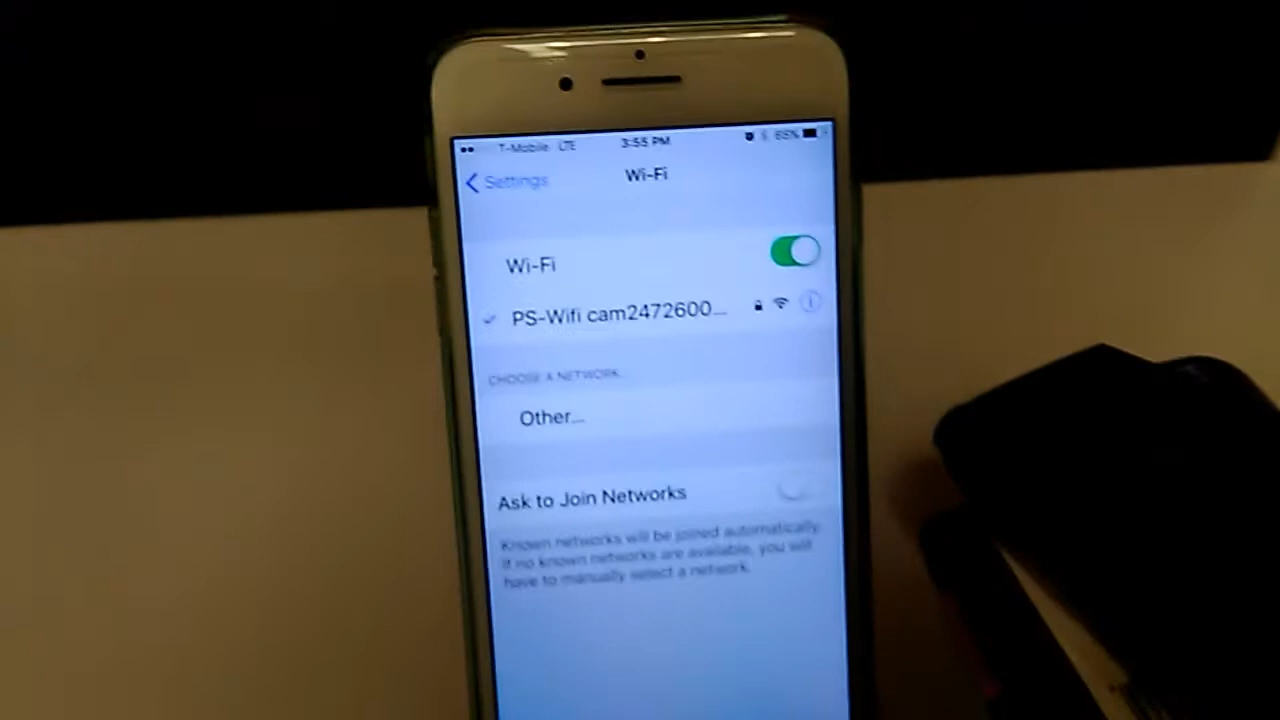 T-Mobile LTE 3:55 PM 65%
Settings Wi-Fi
Wi-Fi
PS-Wifi cam2472600...
CHOOSE A NETWORK...
Other...
Ask to Join Networks
Known networks will be joined automatically.
If no known networks are available, you will
have to manually select a network.